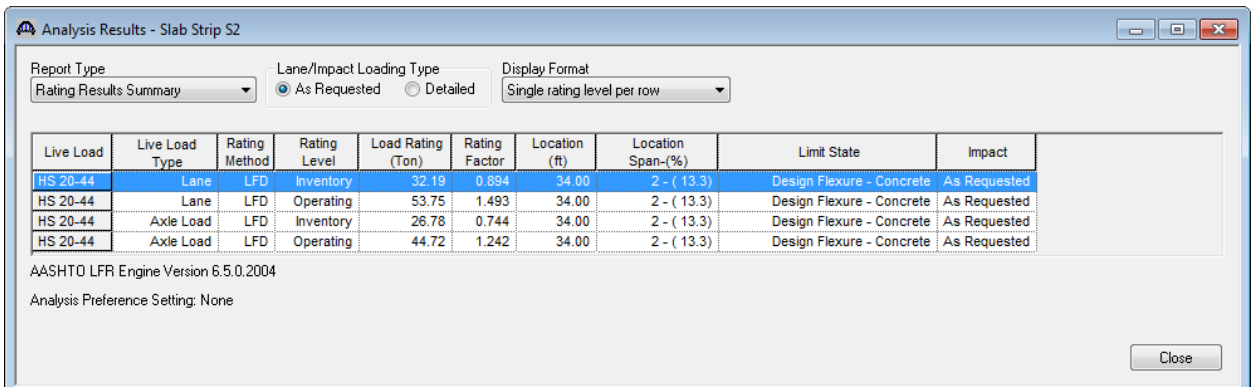 Analysis Results - Slab Strip S2
Report Type Lane/Impact Loading Type Display Format
Rating Results Summary As Requested Detailed Single rating level per row
Live Load Live Load Type Rating Method Rating Level Load Rating (Ton) Rating Factor Location (ft) Location Span-(%) Limit State Impact
HS 20-44 Lane LFD Inventory 32.19 0.894 34.00 2 - ( 13.3) Design Flexure - Concrete As Requested
HS 20-44 Lane LFD Operating 53.75 1.493 34.00 2 - ( 13.3) Design Flexure - Concrete As Requested
HS 20-44 Axle Load LFD Inventory 26.78 0.744 34.00 2 - ( 13.3) Design Flexure - Concrete As Requested
HS 20-44 Axle Load LFD Operating 44.72 1.242 34.00 2 - ( 13.3) Design Flexure - Concrete As Requested
AASHTO LFR Engine Version 6.5.0.2004
Analysis Preference Setting: None
Close